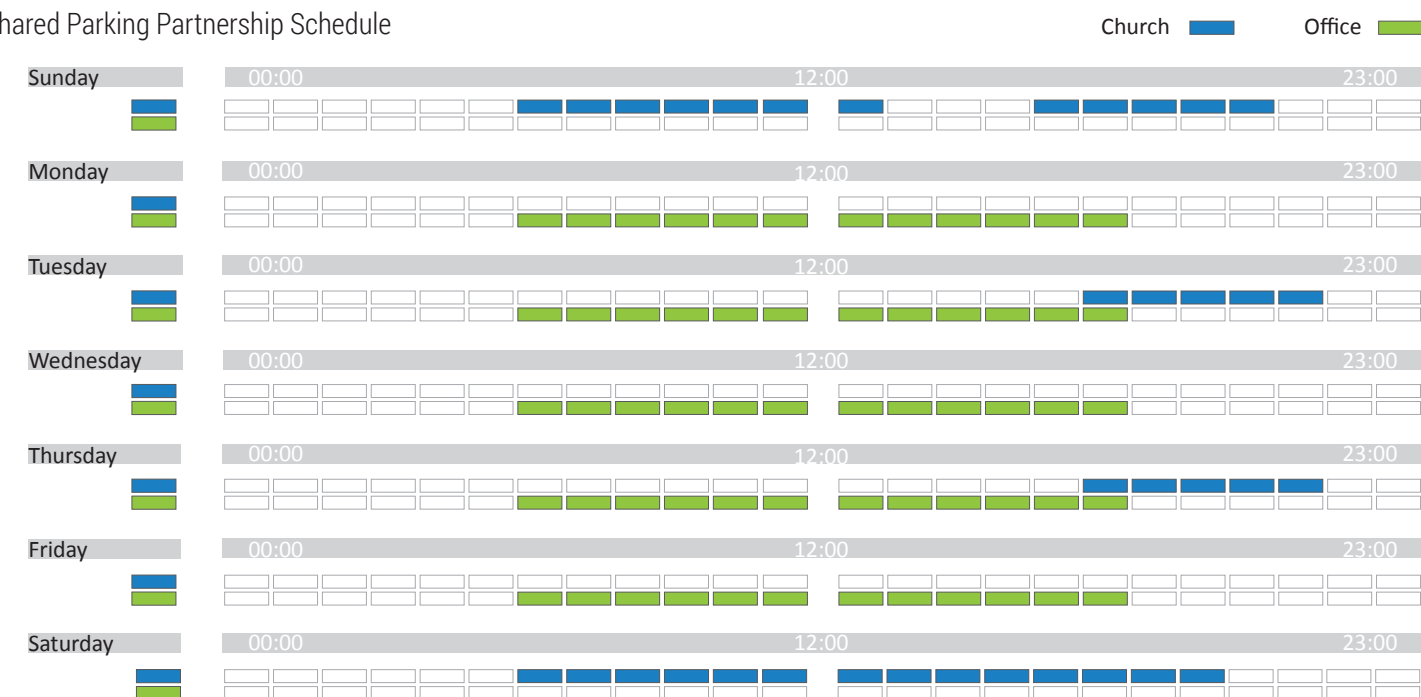 hared Parking Partnership Schedule
Church Office
Sunday 00:00 12:00 23:00
Monday 00:00 12:00 23:00
Tuesday 00:00 12:00 23:00
Wednesday 00:00 12:00 23:00
Thursday 00:00 12:00 23:00
Friday 00:00 12:00 23:00
Saturday 00:00 12:00 23:00